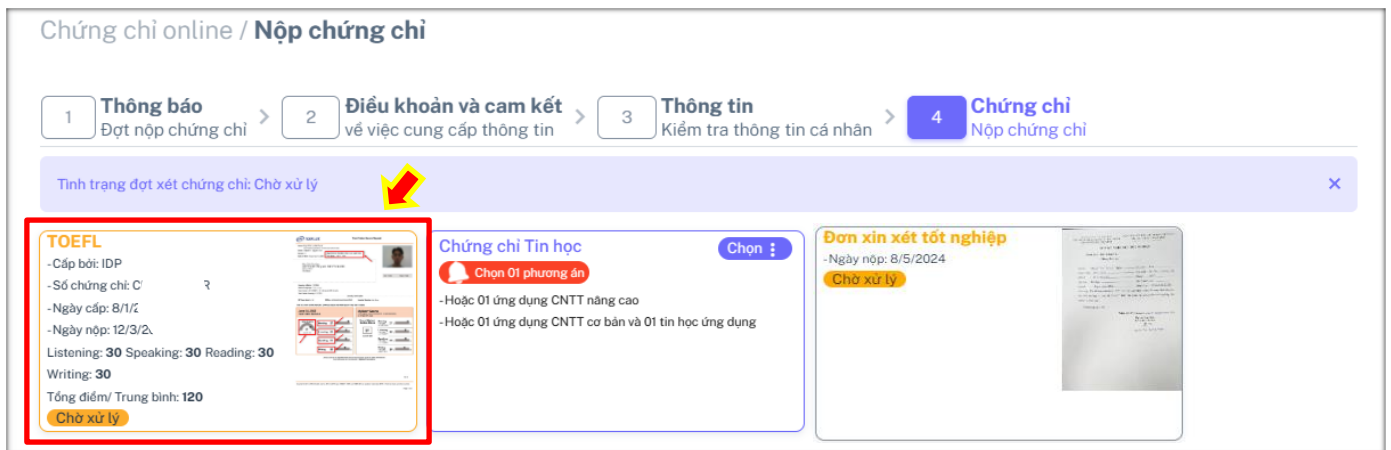 Chứng chỉ online / Nộp chứng chỉ
1 Thông báo
Đợt nộp chứng chỉ
2 Điều khoản và cam kết
về việc cung cấp thông tin
3 Thông tin
Kiểm tra thông tin cá nhân
4 Chứng chỉ
Nộp chứng chỉ
Tình trạng đợt xét chứng chỉ: Chờ xử lý
TOEFL
-Cấp bởi: IDP
-Số chứng chỉ:
-Ngày cấp: 8/1/
-Ngày nộp: 12/3/
Listening: 30 Speaking: 30 Reading: 30
Writing: 30
Tổng điểm/ Trung bình: 120
Chờ xử lý
Chứng chỉ Tin học
Chọn
Chọn 01 phương án
-Hoặc 01 ứng dụng CNTT nâng cao
-Hoặc 01 ứng dụng CNTT cơ bản và 01 tin học ứng dụng
Đơn xin xét tốt nghiệp
-Ngày nộp: 8/5/2024
Chờ xử lý